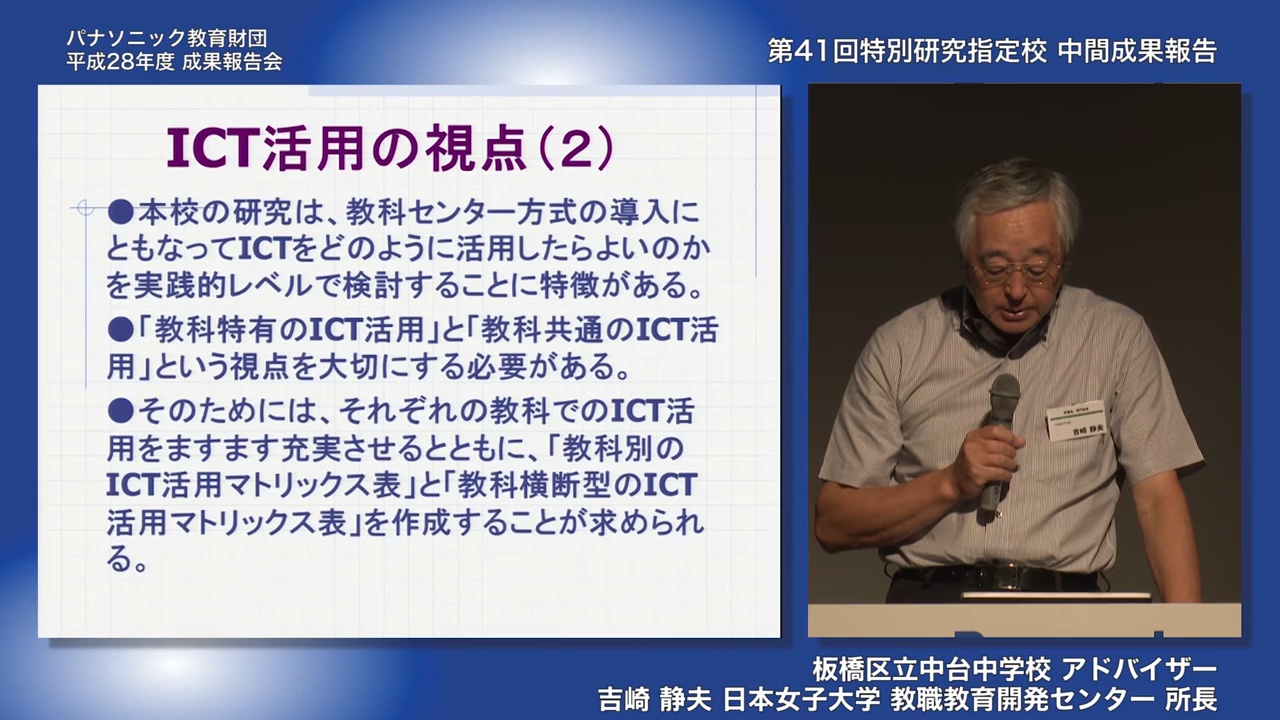 パナソニック教育財団
平成28年度 成果報告会
第41回特別研究指定校 中間成果報告
ICT活用の視点(2)
●本校の研究は、教科センター方式の導入に
ともなってICTをどのように活用したらよいのか
を実践的レベルで検討することに特徴がある。
●「教科特有のICT活用」と「教科共通のICT活
用」という視点を大切にする必要がある。
●そのためには、それぞれの教科でのICT活
用をますます充実させるとともに、「教科別の
ICT活用マトリックス表」と「教科横断型のICT
活用マトリックス表」を作成することが求められ
る。
吉崎 静夫
板橋区立中台中学校 アドバイザー
吉崎 静夫 日本女子大学 教職教育開発センター 所長